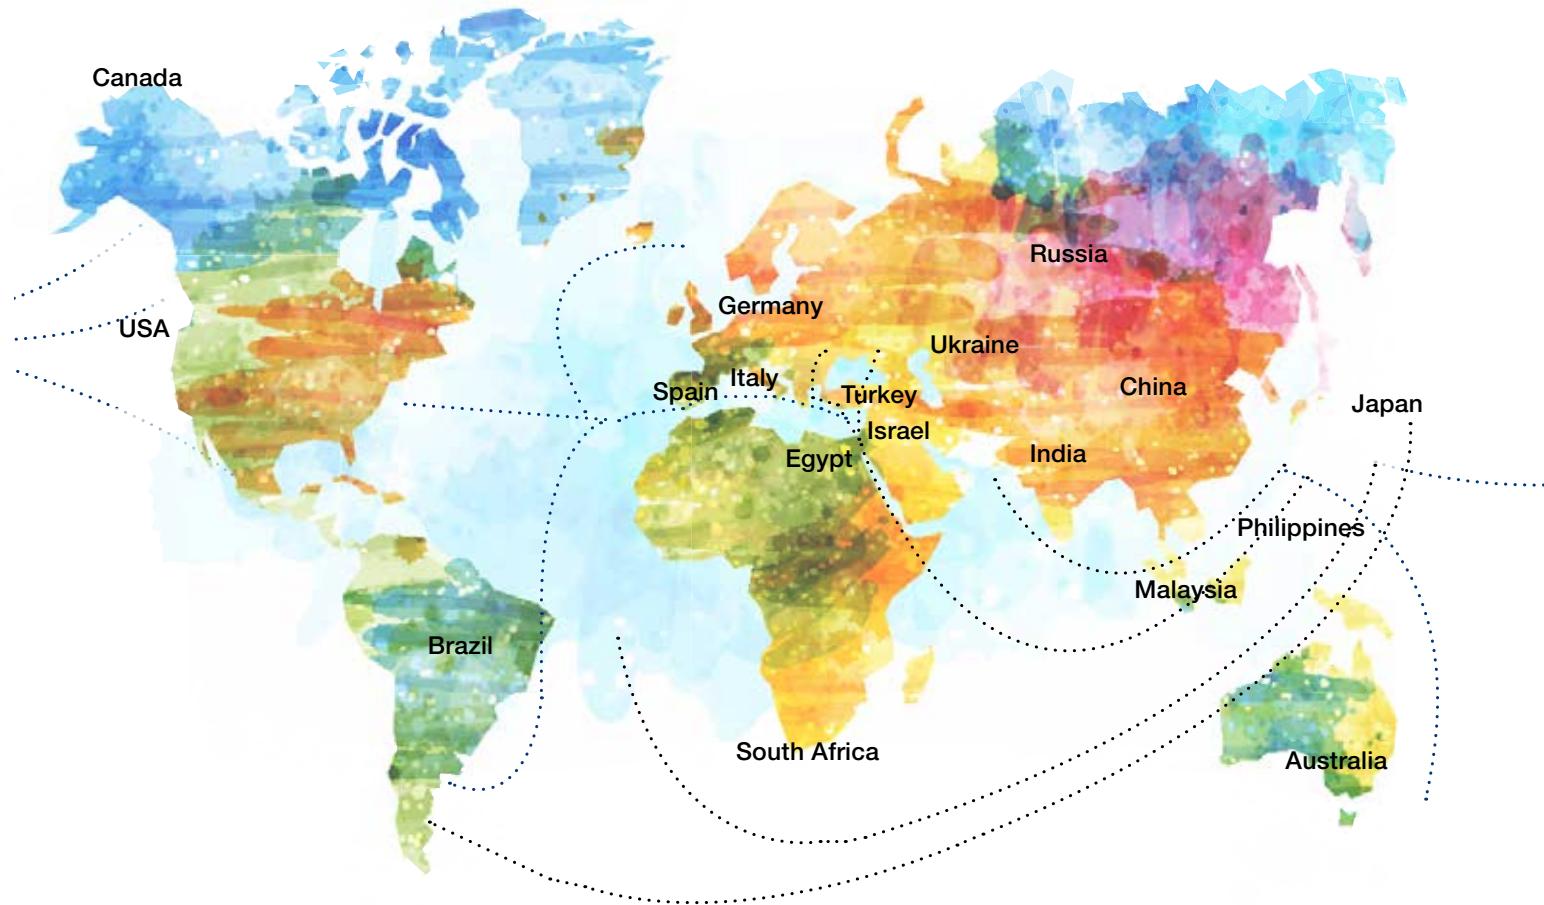 Canada
Russia
Germany
USA
Ukraine
Italy
China
Spain
Turkey
Japan
Israel
Egypt
India
Philippines
Malaysia
Brazil
South Africa
Australia